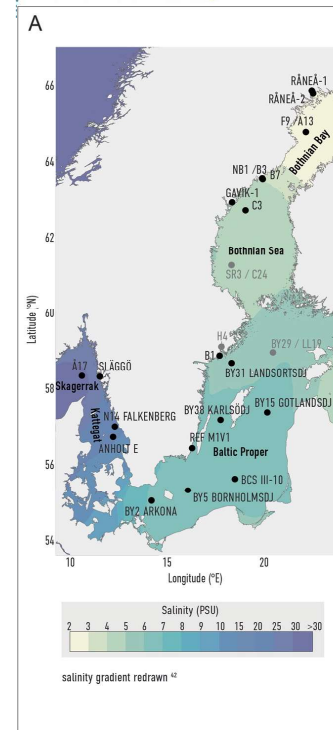 A
66
RÅNEÅ-1
RÅNEÅ-2
F9 /A13
Bothnian Bay
64
NB1 /B3
B7
GAVIK-1
C3
62
Bothnian Sea
SR3 / C24
Latitude (ºN)
60
H4
BY29 / LL19
B1
BY31 LANDSORTSDJ
Å17
SLÄGGÖ
58
Skagerrak
BY15 GOTLANDSDJ
BY38 KARLSÖDJ
N14 FALKENBERG
Kattegat
ANHOLT E
REF M1V1
Baltic Proper
56
BCS III-10
BY5 BORNHOLMSDJ
BY2 ARKONA
54
10 15 20
Longitude (ºE)
Salinity (PSU)
2 3 4 5 6 7 8 9 10 15 20 25 30 >30
salinity gradient redrawn 42